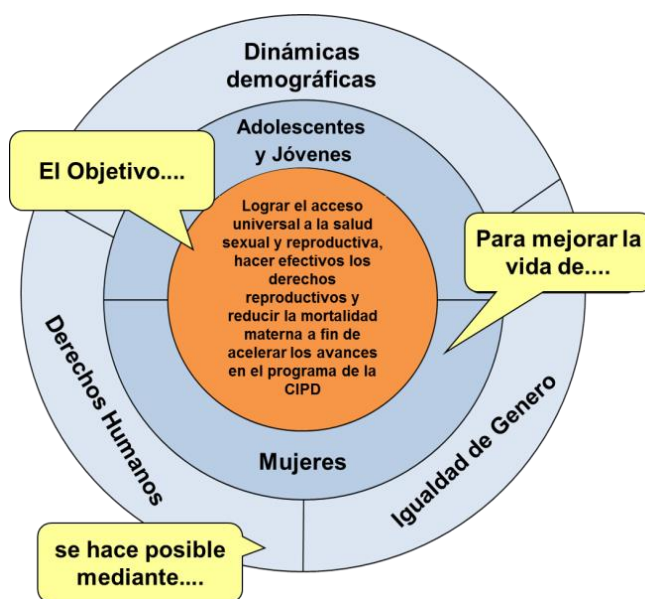 Dinámicas
demográficas
Adolescentes
y Jóvenes
El Objetivo....
Lograr el acceso
universal a la salud
sexual y reproductiva,
hacer efectivos los
derechos
reproductivos y
reducir la mortalidad
materna a fin de
acelerar los avances
en el programa de la
CIPD
Para mejorar la
vida de....
Derechos Humanos
Mujeres
Igualdad de Genero
se hace posible
mediante....